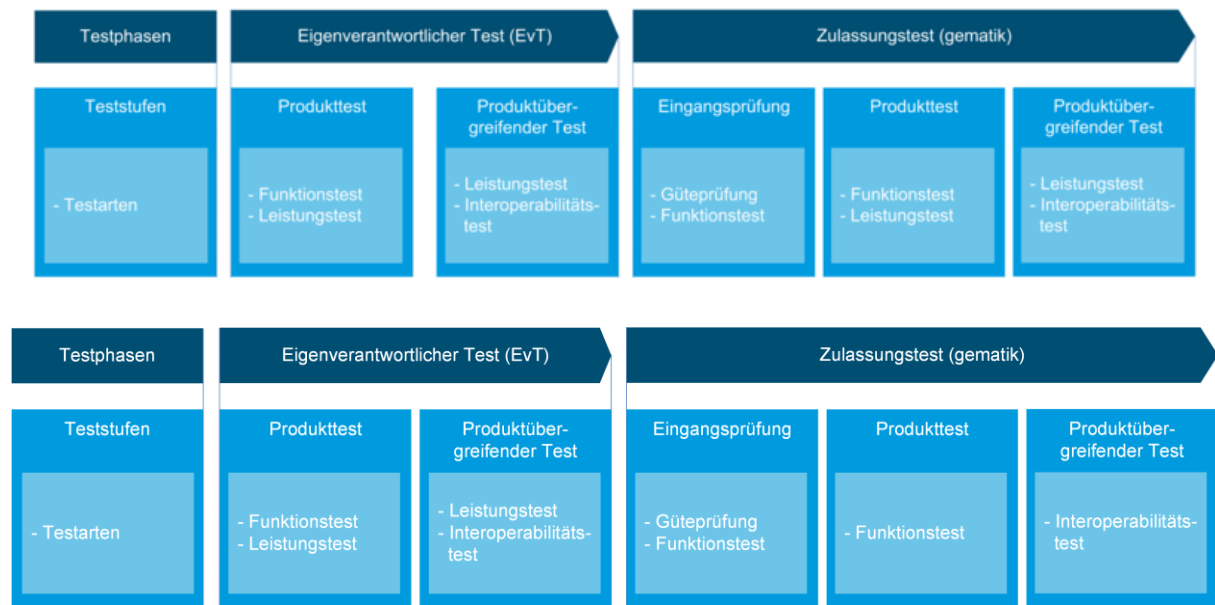 Testphasen
Eigenverantwortlicher Test (EvT)
Zulassungstest (gematik)
Teststufen
- Testarten
Produkttest
- Funktionstest
- Leistungstest
Produktüber-
greifender Test
- Leistungstest
- Interoperabilitäts-
test
Eingangsprüfung
- Güteprüfung
- Funktionstest
Produkttest
- Funktionstest
- Leistungstest
Produktüber-
greifender Test
- Leistungstest
- Interoperabilitäts-
test
Testphasen
Eigenverantwortlicher Test (EvT)
Zulassungstest (gematik)
Teststufen
- Testarten
Produkttest
- Funktionstest
- Leistungstest
Produktüber-
greifender Test
- Leistungstest
- Interoperabilitäts-
test
Eingangsprüfung
- Güteprüfung
- Funktionstest
Produkttest
- Funktionstest
Produktüber-
greifender Test
- Interoperabilitäts-
test